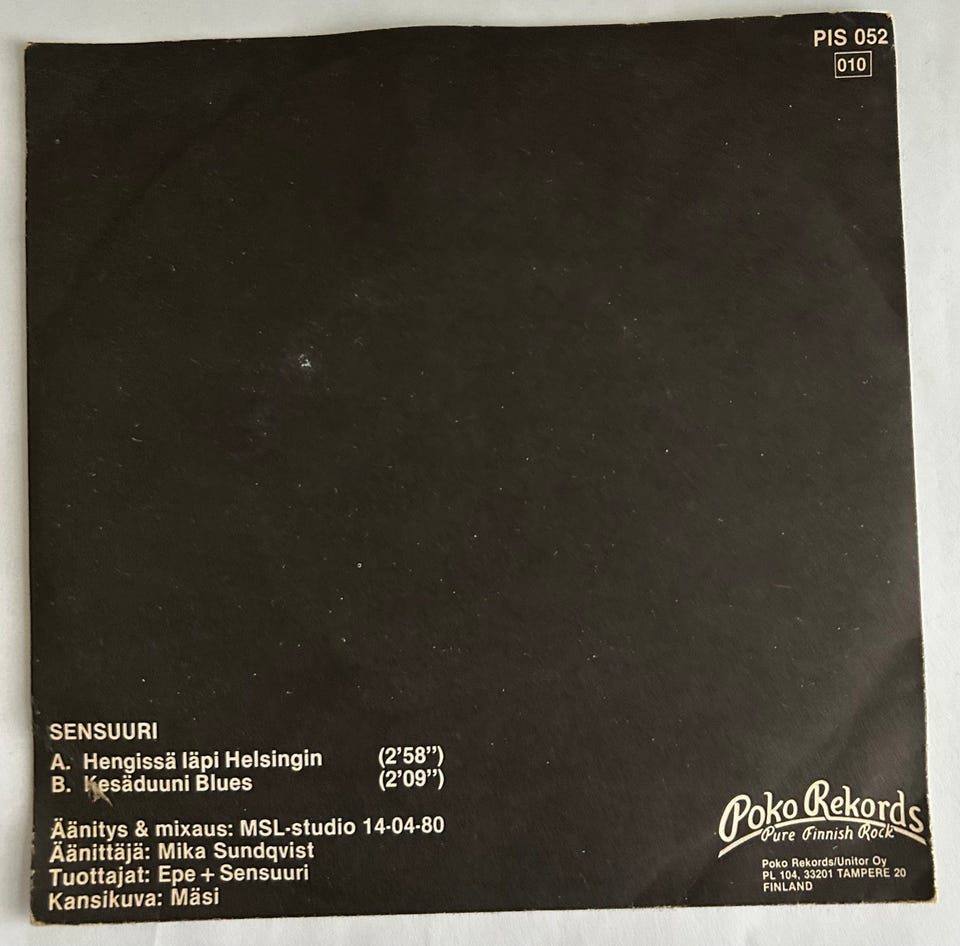 PIS 052
010
SENSUURI
A. Hengissä läpi Helsingin (2’58’’)
B. Kesäduuni Blues (2’09’’)
Äänitys & mixaus: MSL-studio 14-04-80
Äänittäjä: Mika Sundqvist
Tuottajat: Epe + Sensuuri
Kansikuva: Mäsi
Poko Rekords
Pure Finnish Rock
Poko Rekords/Unitor Oy
PL 104, 33201 TAMPERE 20
FINLAND